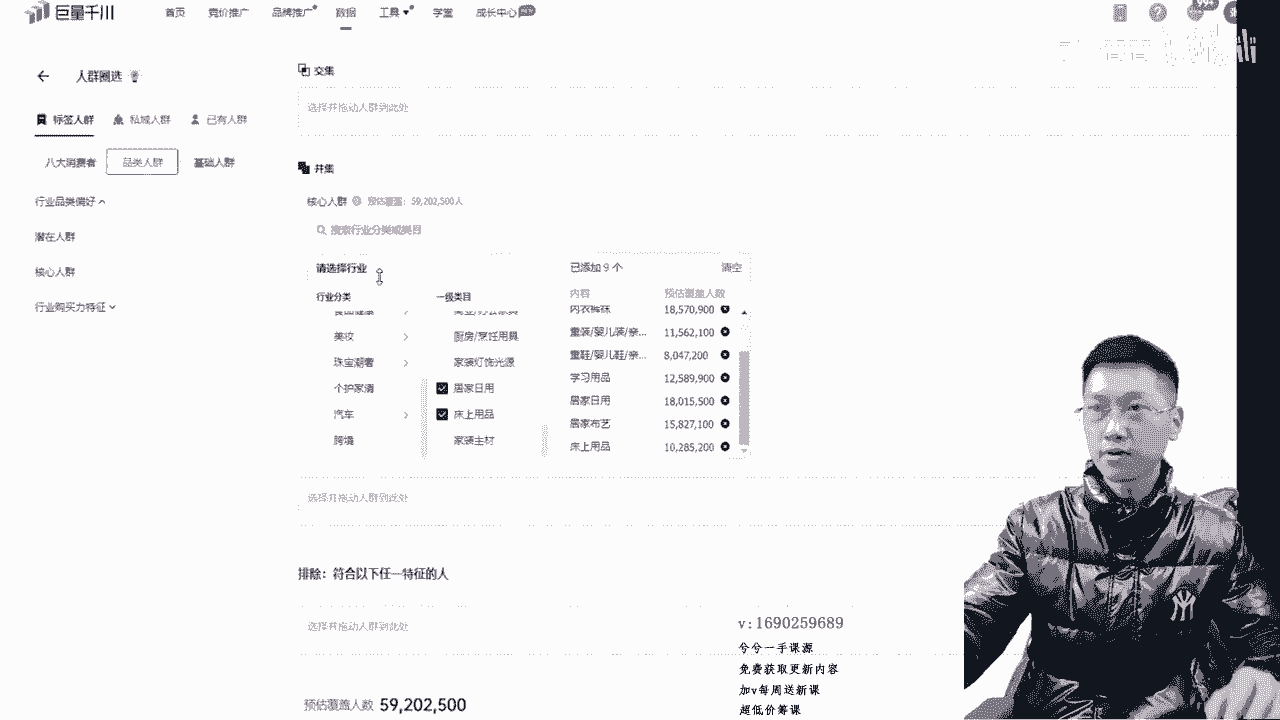 巨量千川
首页 竞价推广 品牌推广 数据 工具 学堂 成长中心
人群圈选
标签人群 私域人群 已有人群
八大消费者 品类人群 基础人群
行业品类偏好
潜在人群
核心人群
行业购买力特征
交集
选择并拖动人群到此处
并集
核心人群 预估覆盖：59,202,500人
搜索行业分类或类目
请选择行业
已添加 9 个 清空
行业分类 一级类目
内容 预估覆盖人数
食品健康 商业/办公家具
内衣裤袜 18,570,900
美妆 厨房/烹饪用具
童装/婴儿装/亲... 11,562,100
珠宝潮奢 家装灯饰光源
童鞋/婴儿鞋/亲... 8,047,200
个护家清 居家日用
学习用品 12,589,900
汽车 床上用品
居家日用 18,015,500
跨境 家装主材
居家布艺 15,827,100
床上用品 10,285,200
选择并拖动人群到此处
排除：符合以下任一特征的人
选择并拖动人群到此处
预估覆盖人数 59,202,500
v:1690259689
兮兮一手课源
免费获取更新内容
加v每周送新课
超低价筹课